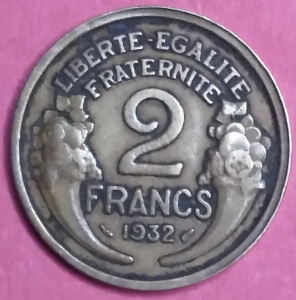 LIBERTE-EGALITE
FRATERNITE
2
FRANCS
1932